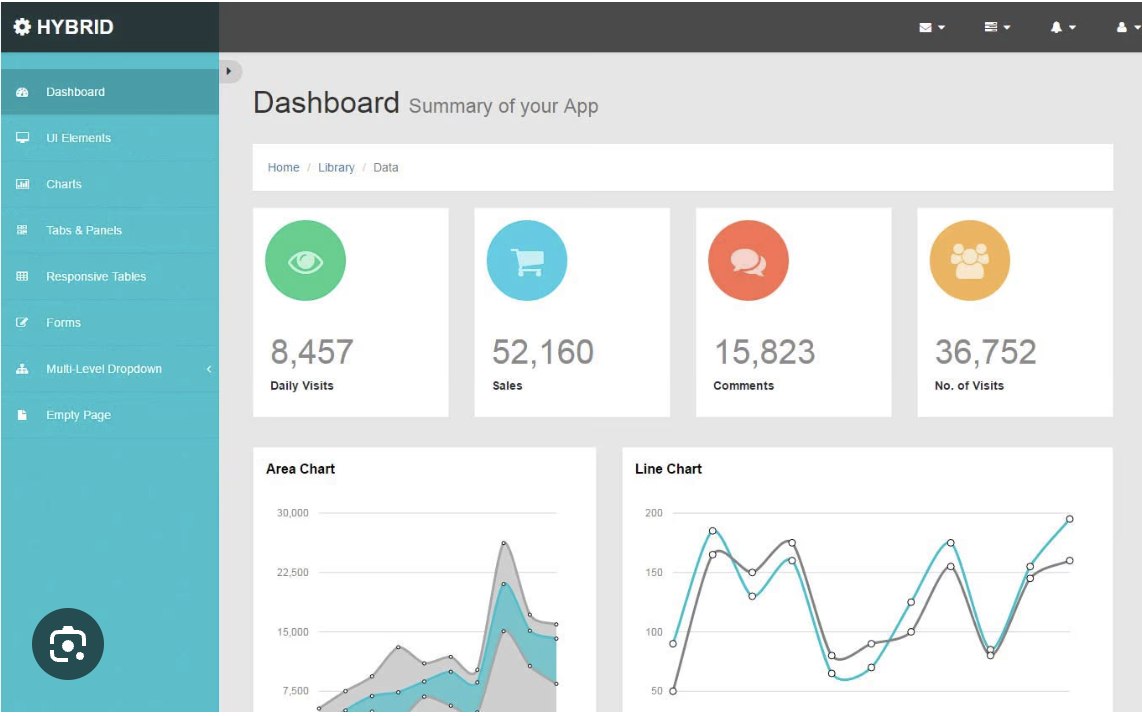 HYBRID
Dashboard
UI Elements
Charts
Tabs & Panels
Responsive Tables
Forms
Multi-Level Dropdown
Empty Page
Dashboard Summary of your App
Home / Library / Data
8,457
Daily Visits
52,160
Sales
15,823
Comments
36,752
No. of Visits
Area Chart
30,000
22,500
15,000
7,500
Line Chart
200
150
100
50